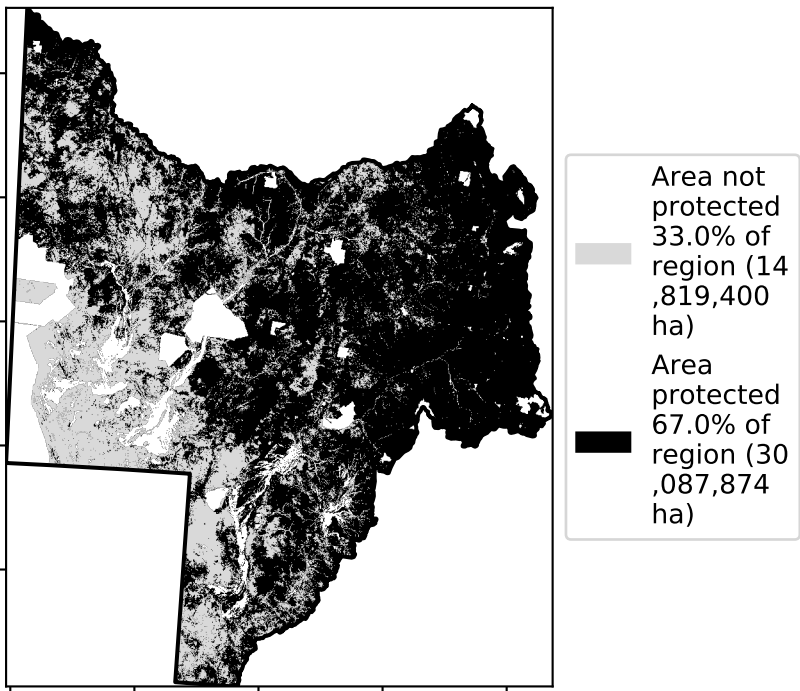 Area not
protected
33.0% of
region (14
,819,400
ha)
Area
protected
67.0% of
region (30
,087,874
ha)